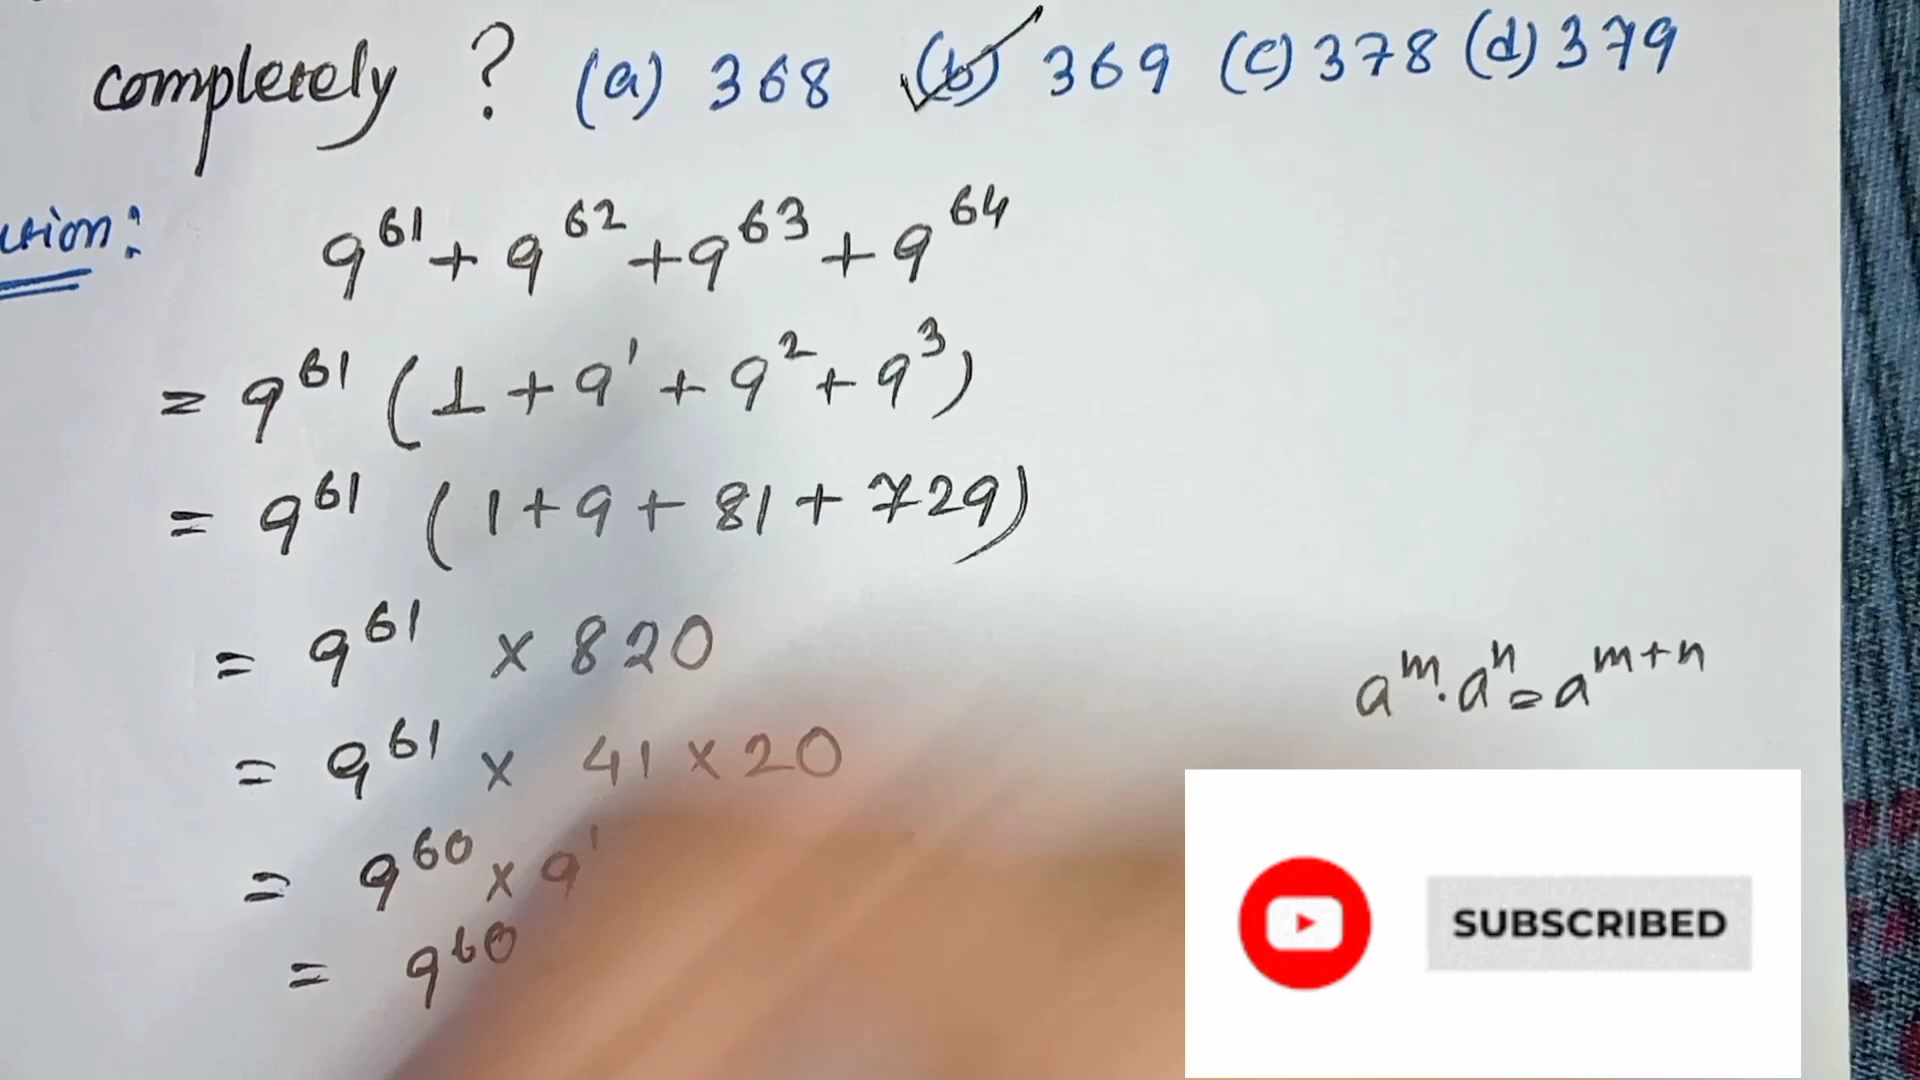 completely ? (a) 368 (b) 369 (c) 378 (d) 379
ution:
9^61 + 9^62 + 9^63 + 9^64
= 9^61 (1 + 9^1 + 9^2 + 9^3)
= 9^61 (1 + 9 + 81 + 729)
= 9^61 × 820
a^m . a^n = a^m+n
= 9^61 × 41 × 20
= 9^60 × 9^1
= 9^60
SUBSCRIBED